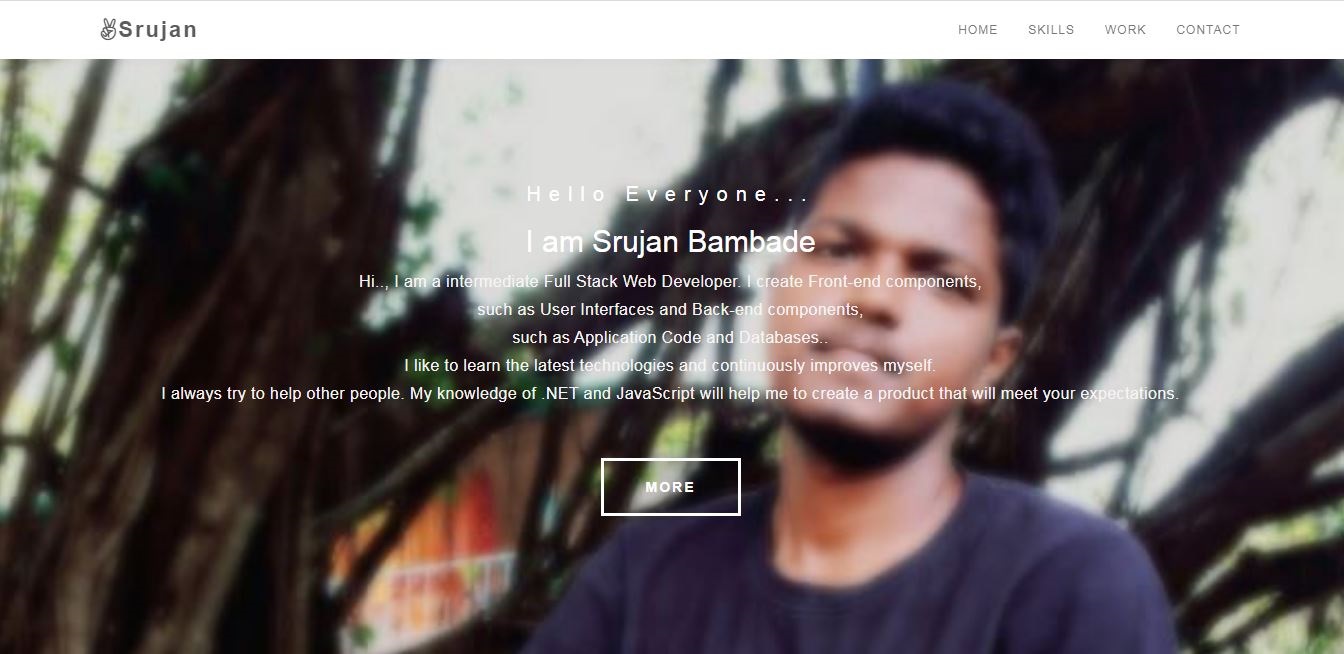 ✌Srujan
HOME SKILLS WORK CONTACT
Hello Everyone...
I am Srujan Bambade
Hi.., I am a intermediate Full Stack Web Developer. I create Front-end components,
such as User Interfaces and Back-end components,
such as Application Code and Databases..
I like to learn the latest technologies and continuously improves myself.
I always try to help other people. My knowledge of .NET and JavaScript will help me to create a product that will meet your expectations.
MORE